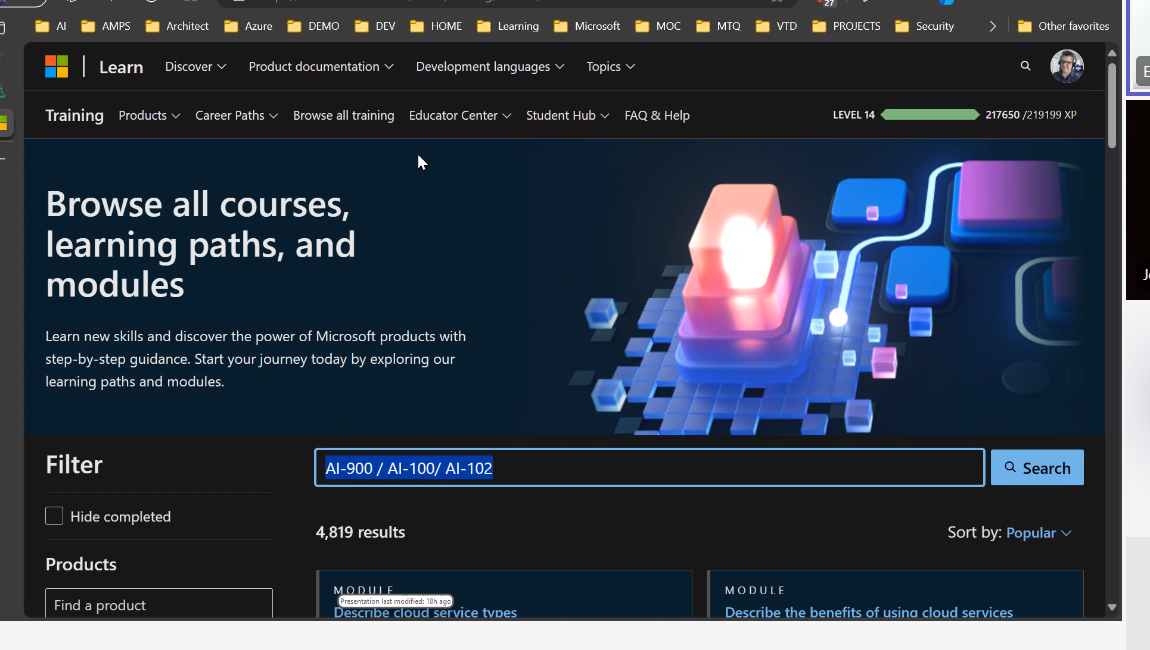 27
AI AMPS Architect Azure DEMO DEV HOME Learning Microsoft MOC MTQ VTD PROJECTS Security Other favorites
Learn Discover Product documentation Development languages Topics
Training Products Career Paths Browse all training Educator Center Student Hub FAQ & Help LEVEL 14 217650 /219199 XP
Browse all courses,
learning paths, and
modules
Learn new skills and discover the power of Microsoft products with
step-by-step guidance. Start your journey today by exploring our
learning paths and modules.
Filter
AI-900 / AI-100/ AI-102
Search
Hide completed
4,819 results
Sort by: Popular
Products
Find a product
MODULE
Presentation last modified: 10h ago
Describe cloud service types
MODULE
Describe the benefits of using cloud services